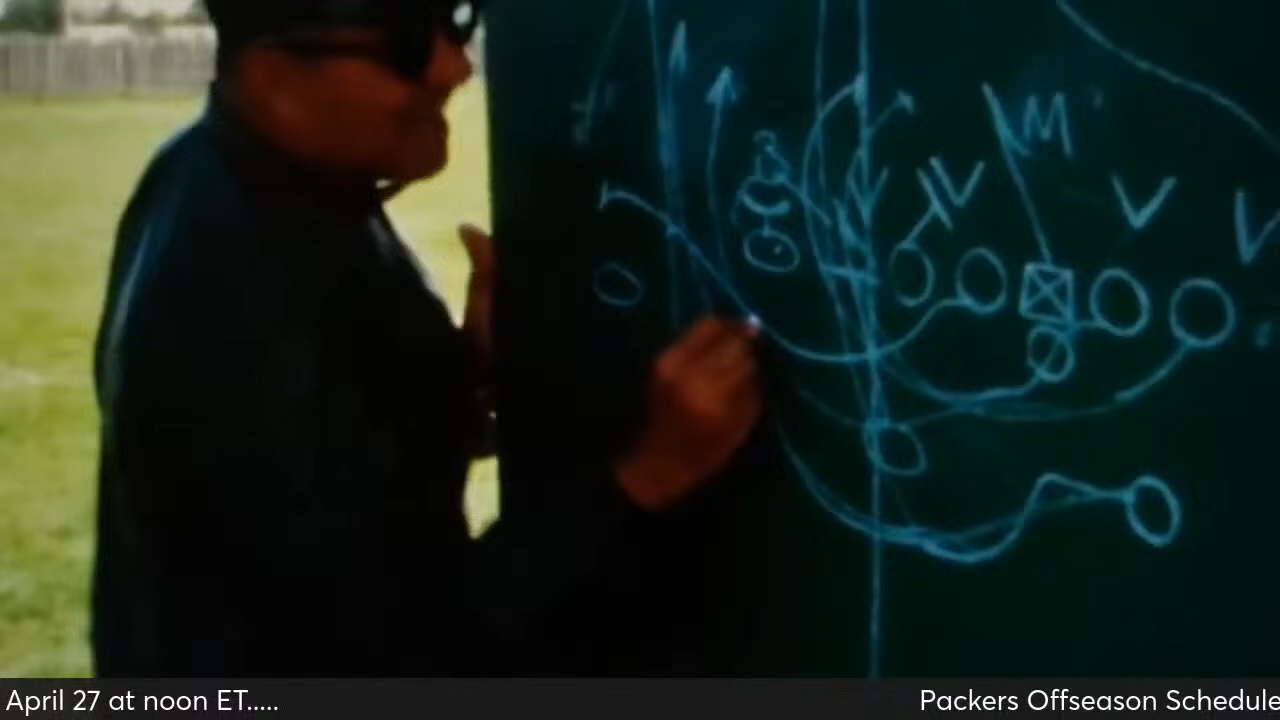 M
V
V
V
April 27 at noon ET.....
Packers Offseason Schedule